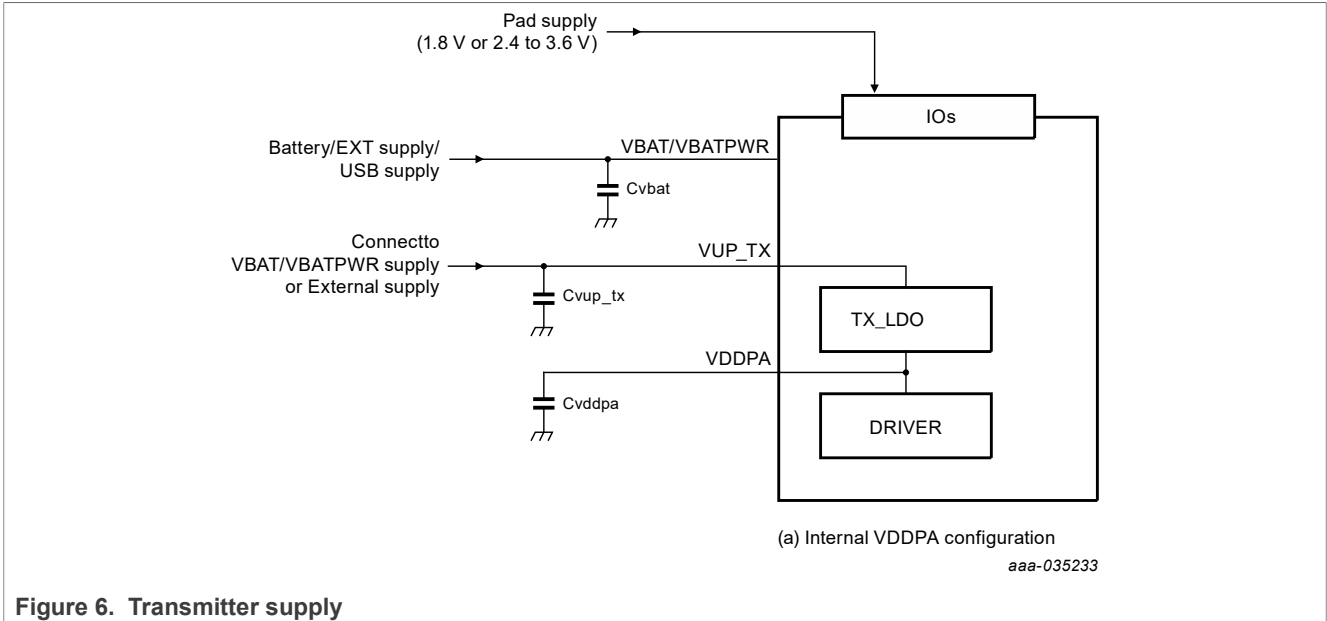 Pad supply
(1.8 V or 2.4 to 3.6 V)
IOs
Battery/EXT supply/
USB supply
VBAT/VBATPWR
Cvbat
Connectto
VBAT/VBATPWR supply
or External supply
VUP_TX
Cvup_tx
TX_LDO
VDDPA
Cvddpa
DRIVER
(a) Internal VDDPA configuration
aaa-035233
Figure 6. Transmitter supply